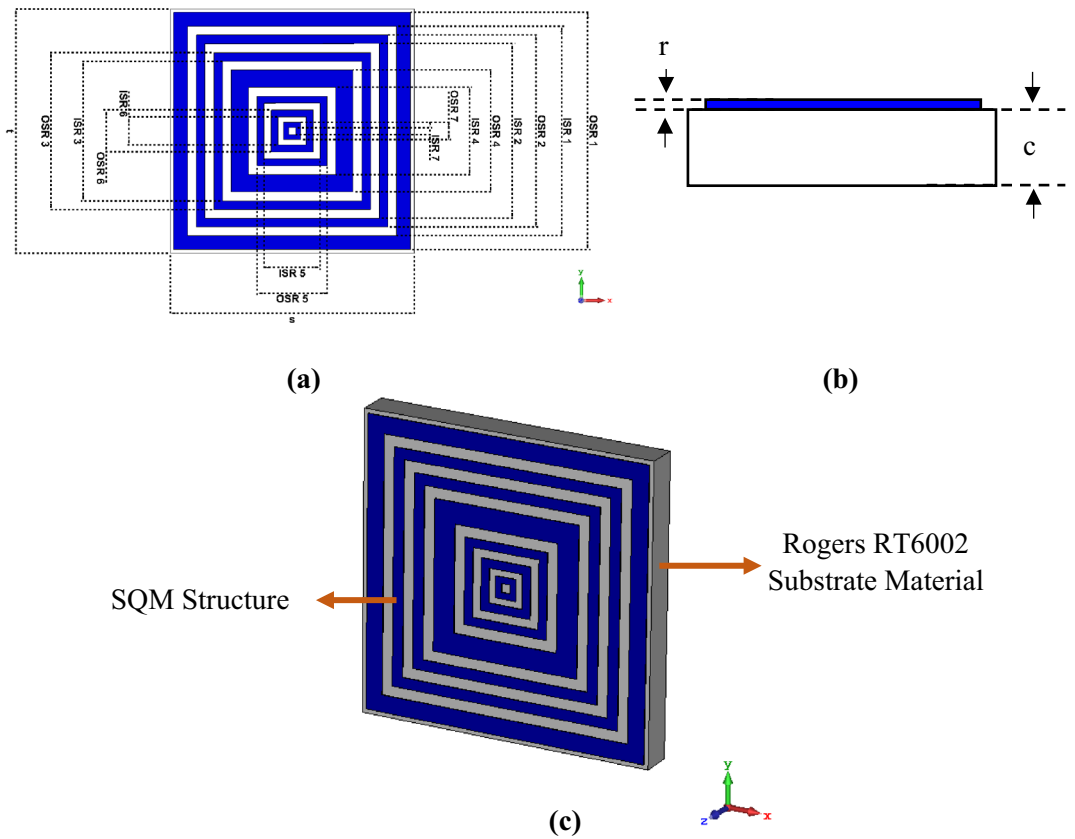 t
OSR 3
ISR 3
OSR 6
ISR 6
OSR 7
ISR 7
ISR 4
OSR 4
ISR 2
OSR 2
ISR 1
OSR 1
ISR 5
OSR 5
s
y
x
(a)
r
c
(b)
SQM Structure
Rogers RT6002
Substrate Material
y
z
x
(c)